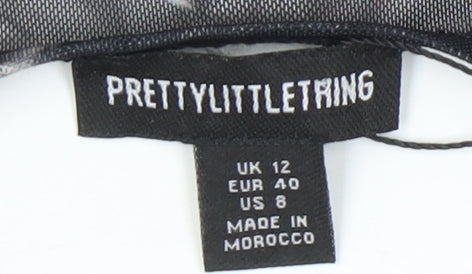 PRETTYLITTLETHING
UK 12
EUR 40
US 8
MADE IN
MOROCCO